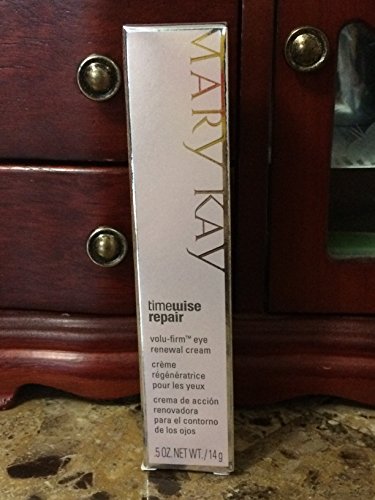 MARY KAY
timewise
repair
volu-firm™ eye
renewal cream
crème
régénératrice
pour les yeux
crema de acción
renovadora
para el contorno
de los ojos
.5 OZ. NET WT./14 g